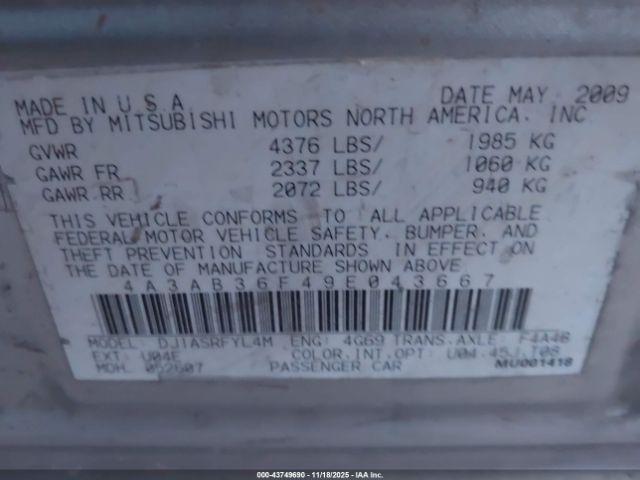 MADE IN U S A DATE MAY. 2009
MFD BY MITSUBISHI MOTORS NORTH AMERICA. INC
GVWR 4376 LBS/ 1985 KG
GAWR FR 2337 LBS/ 1060 KG
GAWR RR 2072 LBS/ 940 KG
THIS VEHICLE CONFORMS TO ALL APPLICABLE
FEDERAL MOTOR VEHICLE SAFETY, BUMPER, AND
THEFT PREVENTION STANDARDS IN EFFECT ON
THE DATE OF MANUFACTURE SHOWN ABOVE
4A3AB36F49E043667
MODEL DJ1ASRFYL4M ENG: 4G69 TRANS.AXLE: F4A4B
EXT: U04E COLOR.INT.OPT: U04.45J.T08
MDH. 052607 PASSENGER CAR MU001418
000-43749690 - 11/18/2025 - IAAI Inc.